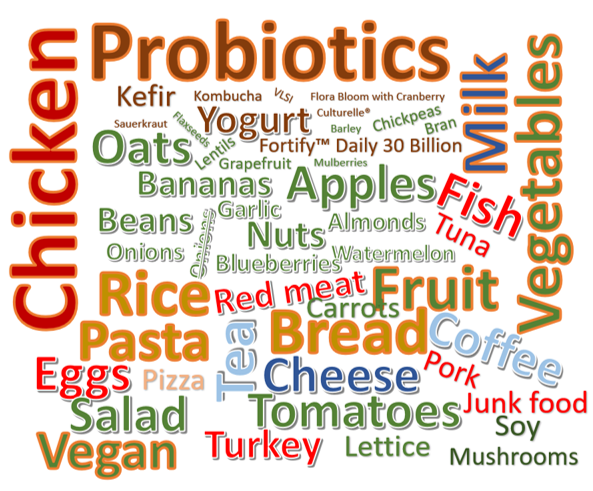 Probiotics
Chicken
Milk
Vegetables
Kefir
Kombucha
VLSI
Flora Bloom with Cranberry
Sauerkraut
Flaxseeds
Yogurt
Culturelle®
Barley
Chickpeas
Bran
Oats
Lentils
Fortify™ Daily 30 Billion
Grapefruit
Mulberries
Bananas
Apples
Fish
Tuna
Beans
Garlic
Onions
Nuts
Almonds
Onions
Blueberries
Watermelon
Rice
Red meat
Carrots
Fruit
Pasta
Tea
Bread
Coffee
Eggs
Pizza
Cheese
Pork
Salad
Tomatoes
Junk food
Soy
Vegan
Turkey
Lettice
Mushrooms